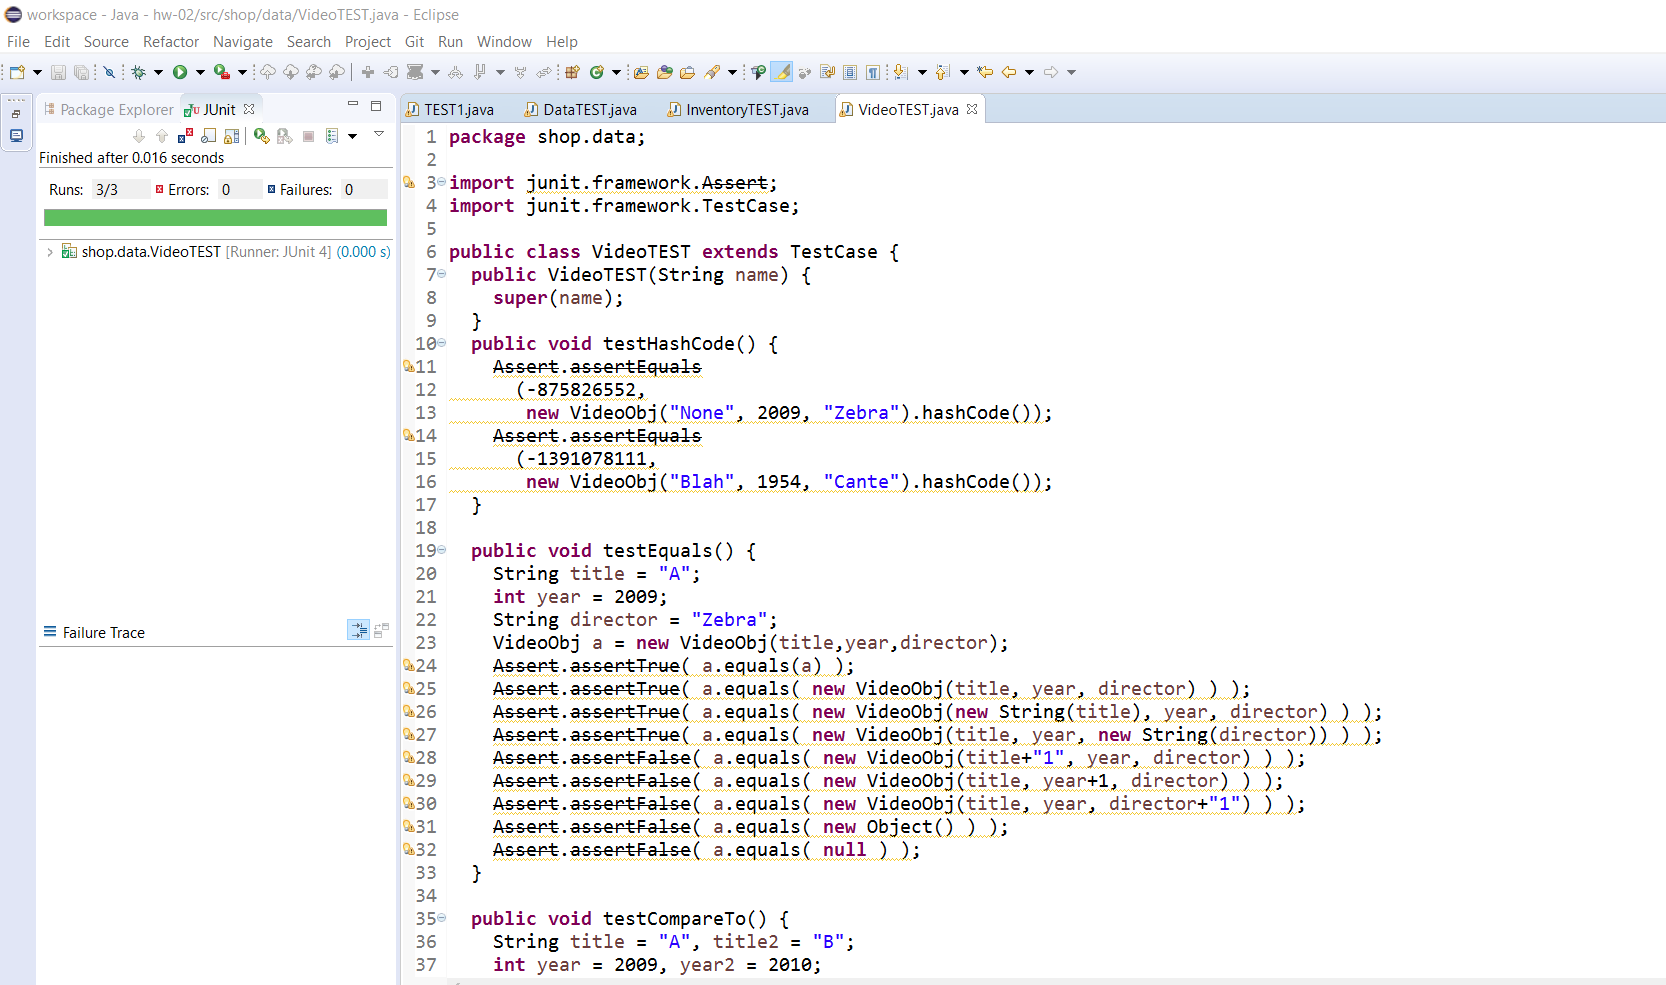 workspace - Java - hw-02/src/shop/data/VideoTEST.java - Eclipse
File Edit Source Refactor Navigate Search Project Git Run Window Help
Package Explorer JUnit
Finished after 0.016 seconds
Runs: 3/3 Errors: 0 Failures: 0
shop.data.VideoTEST [Runner: JUnit 4] (0.000 s)
Failure Trace
TEST1.java DataTEST.java InventoryTEST.java VideoTEST.java
1 package shop.data;
2
3 import junit.framework.Assert;
4 import junit.framework.TestCase;
5
6 public class VideoTEST extends TestCase {
7   public VideoTEST(String name) {
8     super(name);
9   }
10   public void testHashCode() {
11     Assert.assertEquals
12       (-875826552,
13        new VideoObj("None", 2009, "Zebra").hashCode());
14     Assert.assertEquals
15       (-1391078111,
16        new VideoObj("Blah", 1954, "Cante").hashCode());
17   }
18
19   public void testEquals() {
20     String title = "A";
21     int year = 2009;
22     String director = "Zebra";
23     VideoObj a = new VideoObj(title,year,director);
24     Assert.assertTrue( a.equals(a) );
25     Assert.assertTrue( a.equals( new VideoObj(title, year, director) ) );
26     Assert.assertTrue( a.equals( new VideoObj(new String(title), year, director) ) );
27     Assert.assertTrue( a.equals( new VideoObj(title, year, new String(director)) ) );
28     Assert.assertFalse( a.equals( new VideoObj(title+"1", year, director) ) );
29     Assert.assertFalse( a.equals( new VideoObj(title, year+1, director) ) );
30     Assert.assertFalse( a.equals( new VideoObj(title, year, director+"1") ) );
31     Assert.assertFalse( a.equals( new Object() ) );
32     Assert.assertFalse( a.equals( null ) );
33   }
34
35   public void testCompareTo() {
36     String title = "A", title2 = "B";
37     int year = 2009, year2 = 2010;